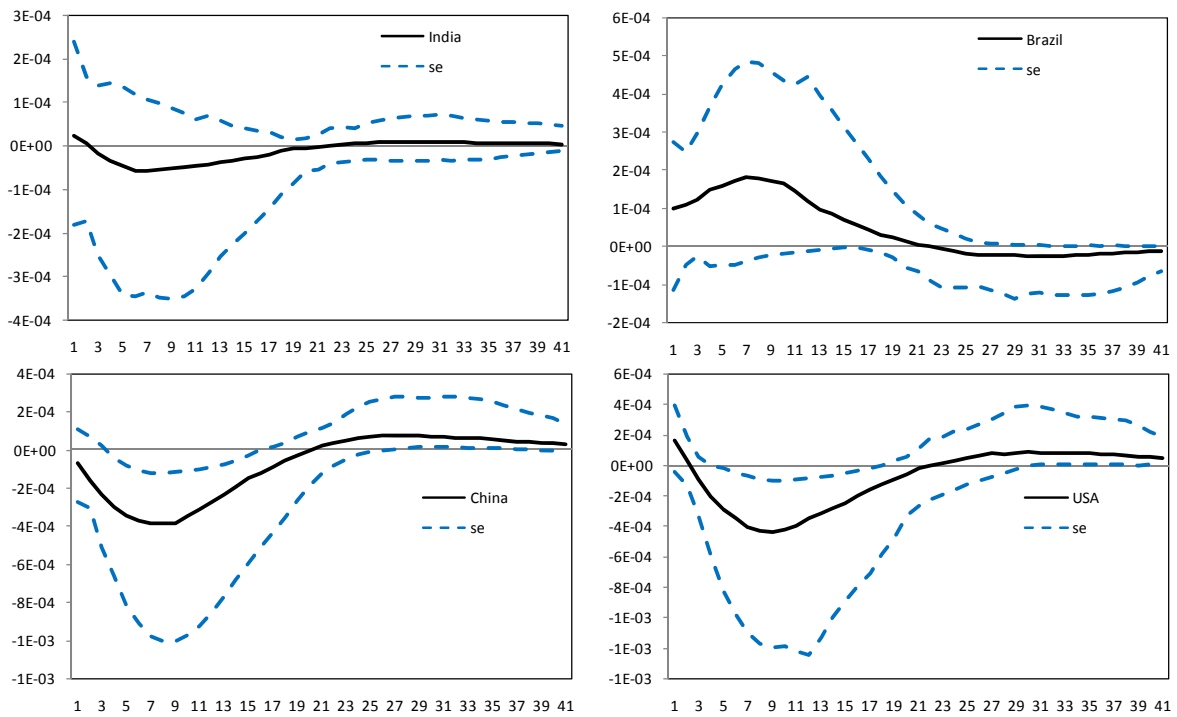 3E-04
2E-04
1E-04
0E+00
-1E-04
-2E-04
-3E-04
-4E-04
India
se
1 3 5 7 9 11 13 15 17 19 21 23 25 27 29 31 33 35 37 39 41
6E-04
5E-04
4E-04
3E-04
2E-04
1E-04
0E+00
-1E-04
-2E-04
Brazil
se
1 3 5 7 9 11 13 15 17 19 21 23 25 27 29 31 33 35 37 39 41
4E-04
2E-04
0E+00
-2E-04
-4E-04
-6E-04
-8E-04
-1E-03
-1E-03
China
se
1 3 5 7 9 11 13 15 17 19 21 23 25 27 29 31 33 35 37 39 41
6E-04
4E-04
2E-04
0E+00
-2E-04
-4E-04
-6E-04
-8E-04
-1E-03
-1E-03
USA
se
1 3 5 7 9 11 13 15 17 19 21 23 25 27 29 31 33 35 37 39 41